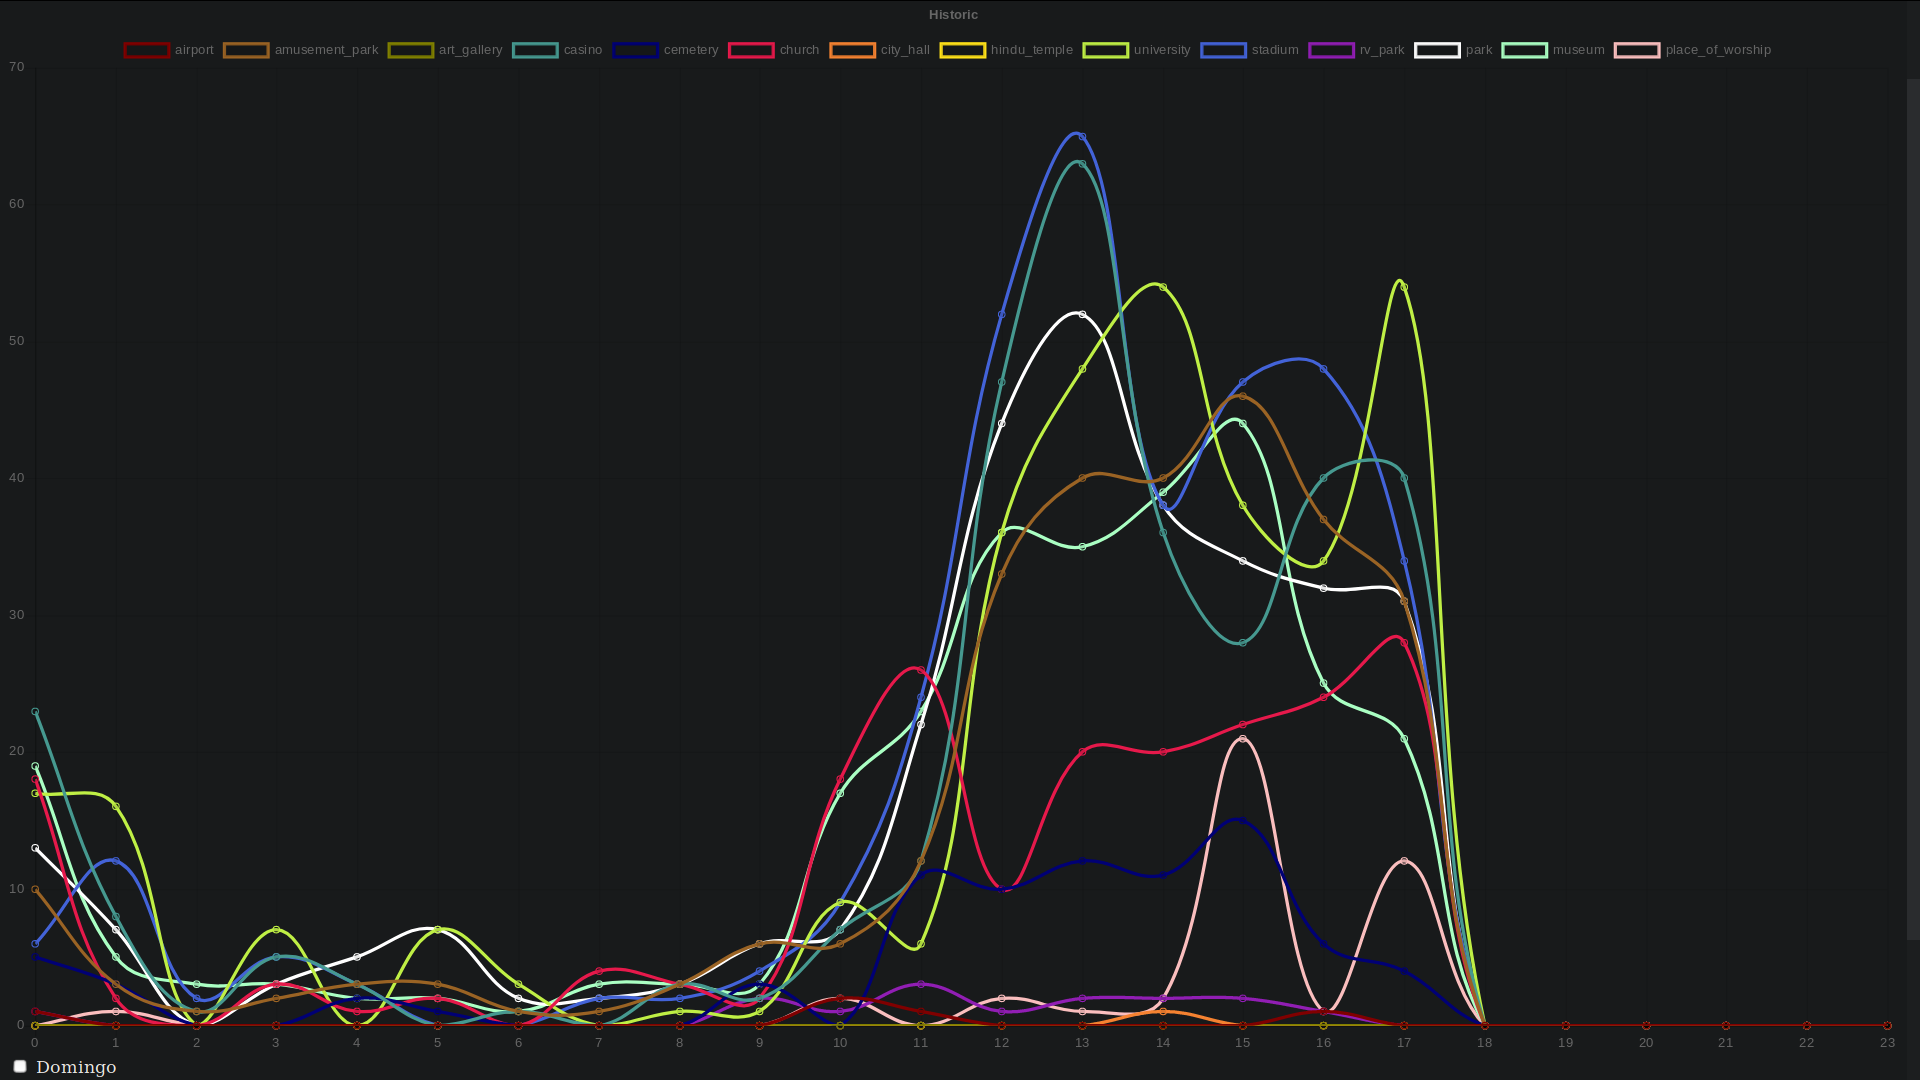 Historic
airport amusement_park art_gallery casino cemetery church city_hall hindu_temple university stadium rv_park park museum place_of_worship
70
60
50
40
30
20
10
0
0 1 2 3 4 5 6 7 8 9 10 11 12 13 14 15 16 17 18 19 20 21 22 23
Domingo